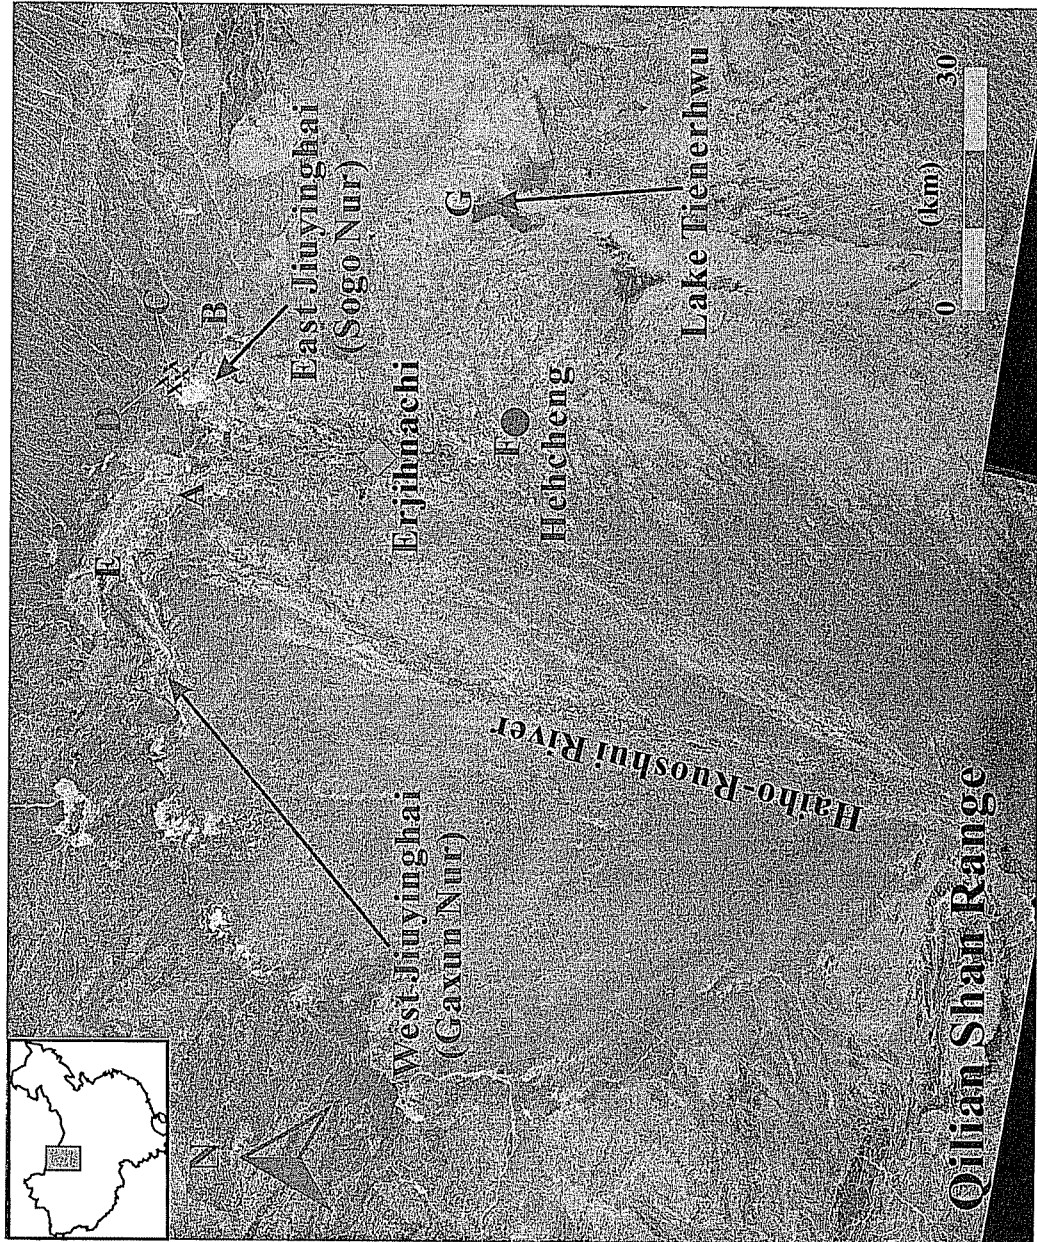 E
D
C
A
N
B
East Jiuyinghai
(Sogo Nur)
West Jiuyinghai
(Gaxun Nur)
Erjihnachi
G
F
Hehcheng
Haiho-Ruoshui River
Lake Tienerhwu
(km)
0 30
Qilian Shan Range